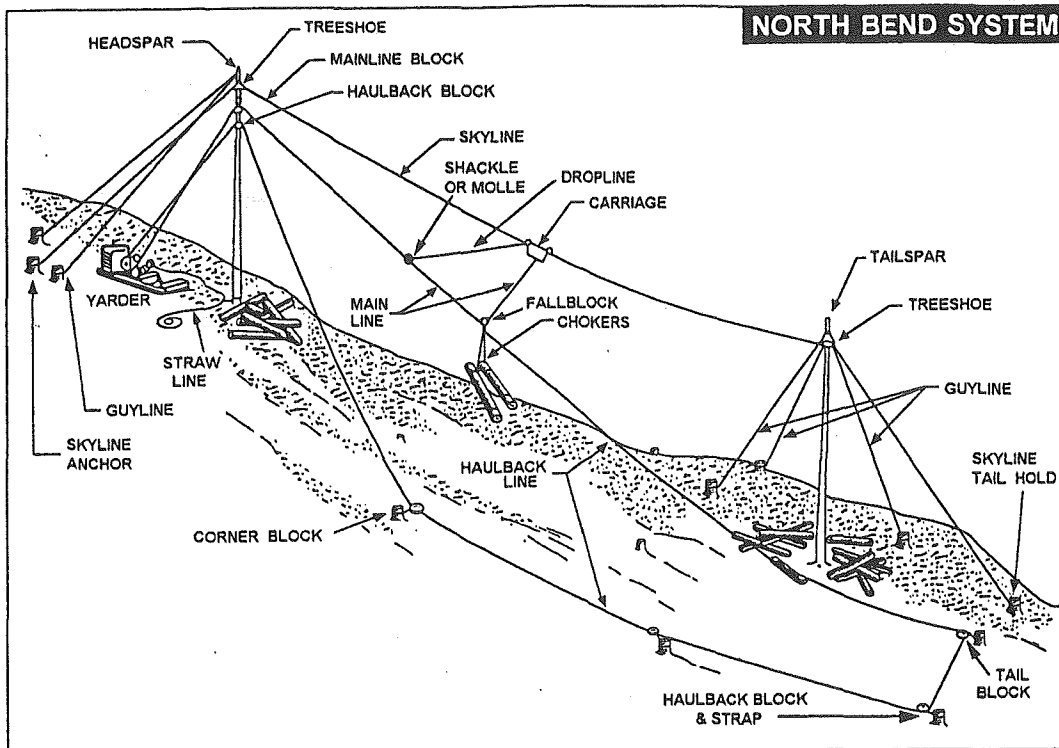 NORTH BEND SYSTEM
TREESHOE
HEADSPAR
MAINLINE BLOCK
HAULBACK BLOCK
SKYLINE
SHACKLE
OR MOLLE
DROPLINE
CARRIAGE
TAILSPAR
YARDER
MAIN
LINE
FALLBLOCK
CHOKERS
TREESHOE
STRAW
LINE
GUYLINE
GUYLINE
SKYLINE
ANCHOR
HAULBACK
LINE
SKYLINE
TAIL HOLD
CORNER BLOCK
TAIL
BLOCK
HAULBACK BLOCK
& STRAP